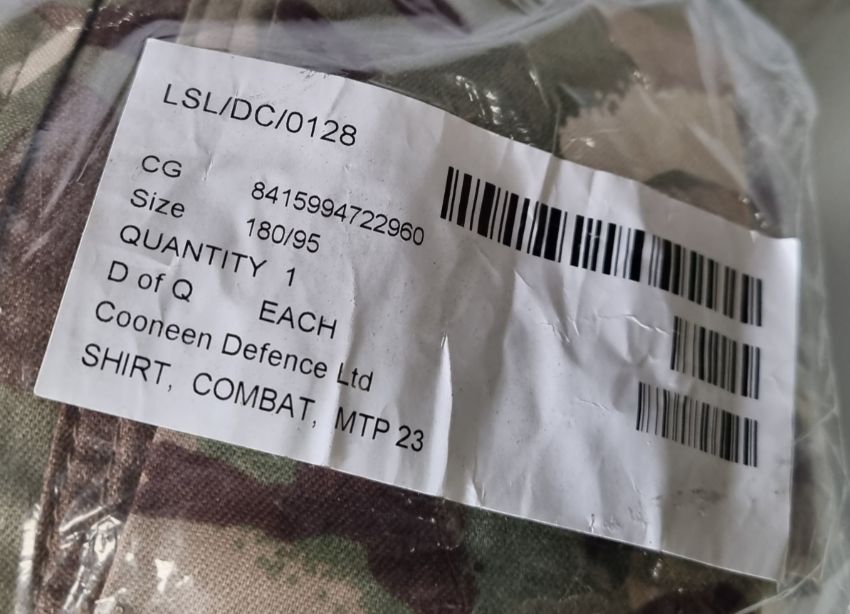 LSL/DC/0128
CG 8415994722960
Size 180/95
QUANTITY 1
D of Q EACH
Cooneen Defence Ltd
SHIRT, COMBAT, MTP 23